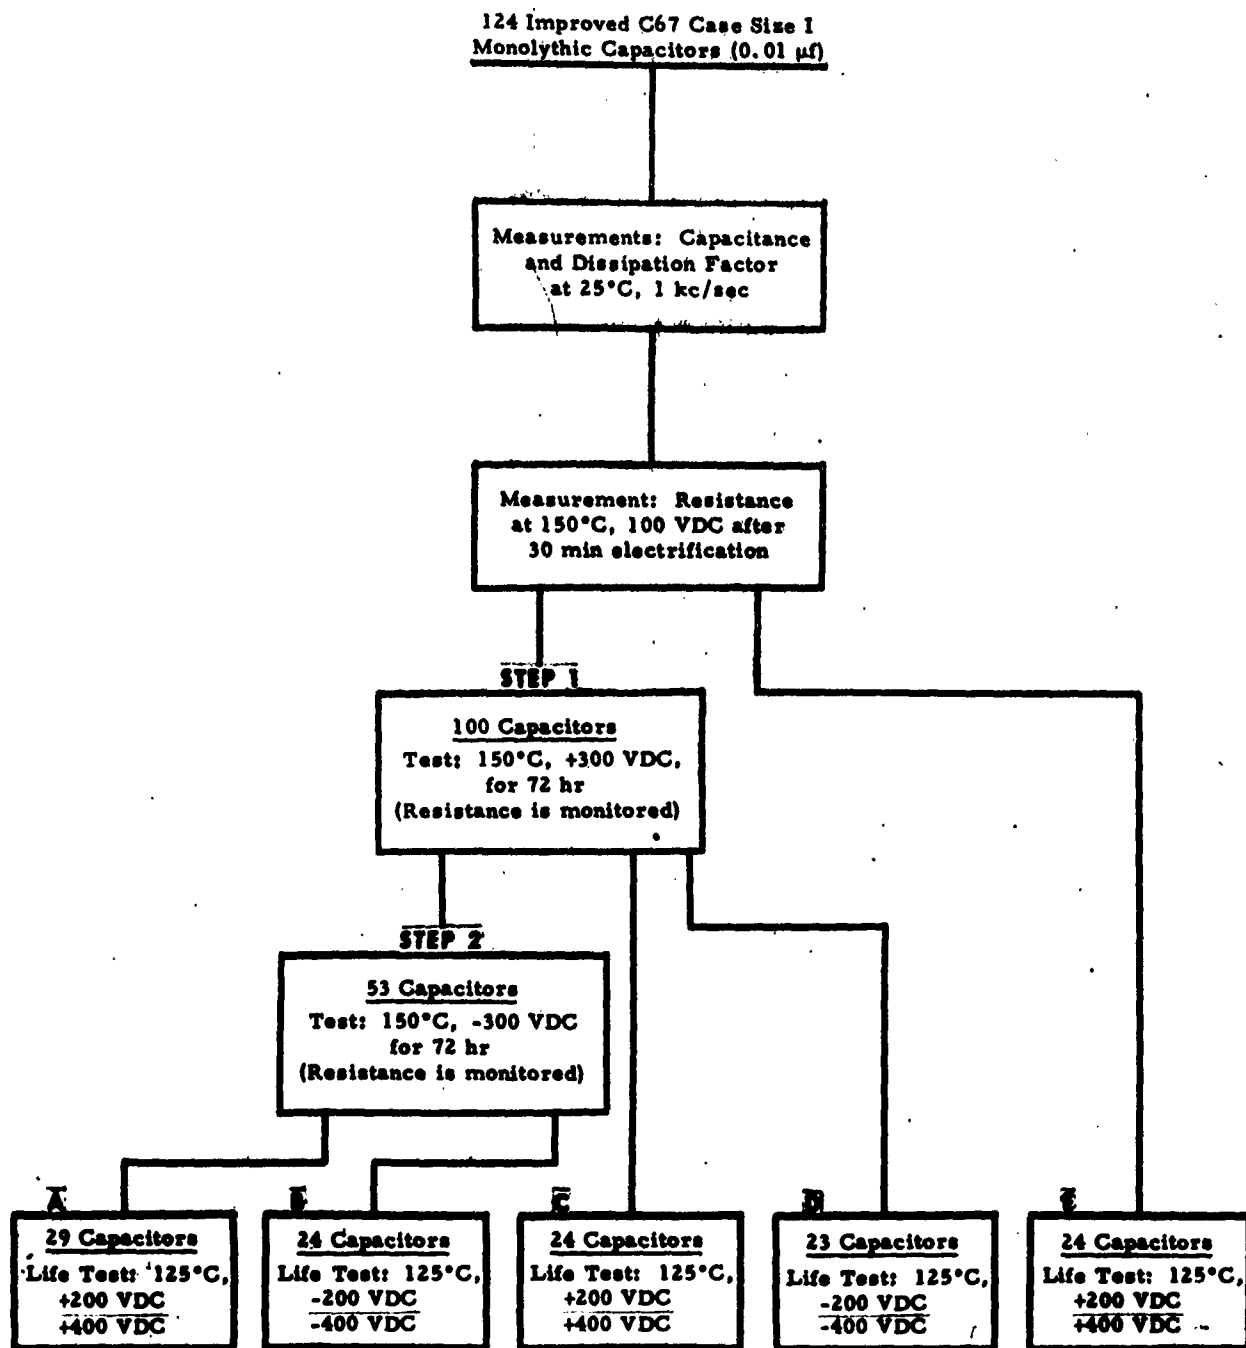 124 Improved C67 Case Size I
Monolythic Capacitors (0.01 μf)
Measurements: Capacitance
and Dissipation Factor
at 25°C, 1 kc/sec
Measurement: Resistance
at 150°C, 100 VDC after
30 min electrification
STEP 1
100 Capacitors
Test: 150°C, +300 VDC,
for 72 hr
(Resistance is monitored)
STEP 2
53 Capacitors
Test: 150°C, -300 VDC
for 72 hr
(Resistance is monitored)
A
29 Capacitors
Life Test: 125°C,
+200 VDC
+400 VDC
B
24 Capacitors
Life Test: 125°C,
-200 VDC
-400 VDC
C
24 Capacitors
Life Test: 125°C,
+200 VDC
+400 VDC
D
23 Capacitors
Life Test: 125°C,
-200 VDC
-400 VDC
24 Capacitors
Life Test: 125°C,
+200 VDC
+400 VDC